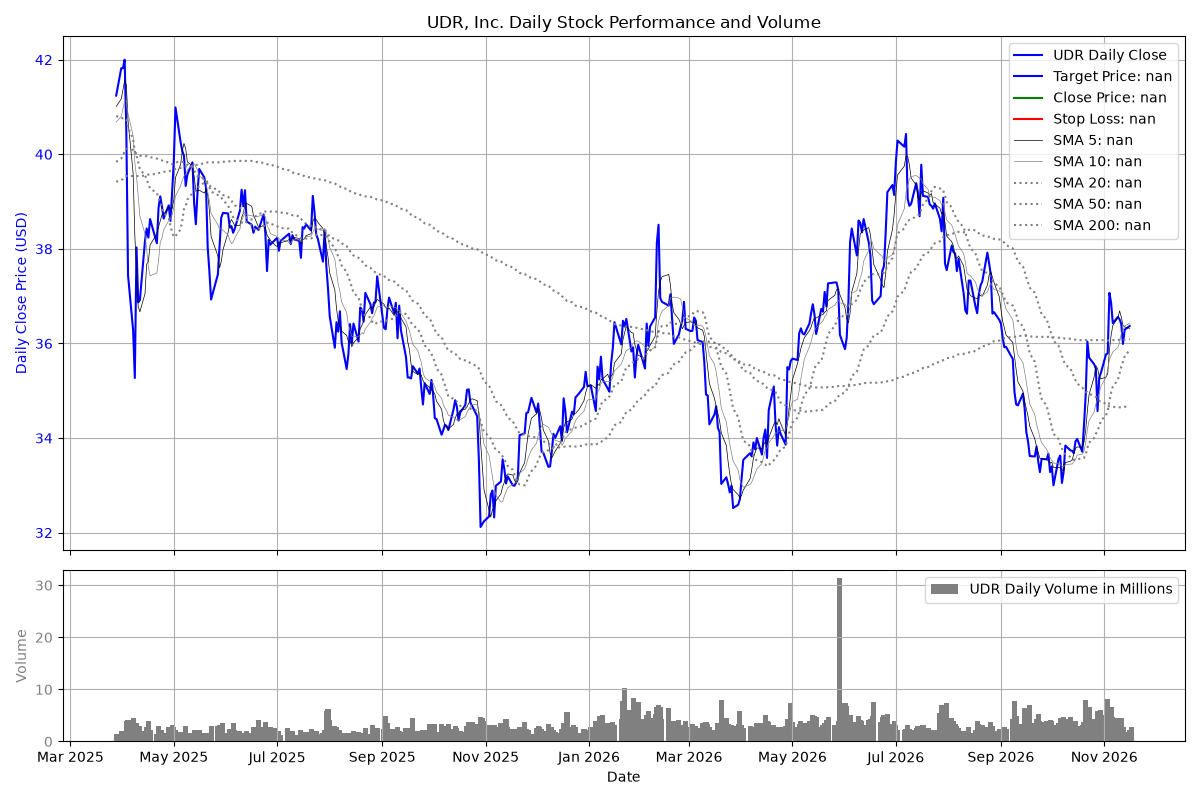 UDR, Inc. Daily Stock Performance and Volume
Daily Close Price (USD)
42
40
38
36
34
32
UDR Daily Close
Target Price: nan
Close Price: nan
Stop Loss: nan
SMA 5: nan
SMA 10: nan
SMA 20: nan
SMA 50: nan
SMA 200: nan
Volume
30
20
10
0
UDR Daily Volume in Millions
Mar 2025 May 2025 Jul 2025 Sep 2025 Nov 2025 Jan 2026 Mar 2026 May 2026 Jul 2026 Sep 2026 Nov 2026
Date